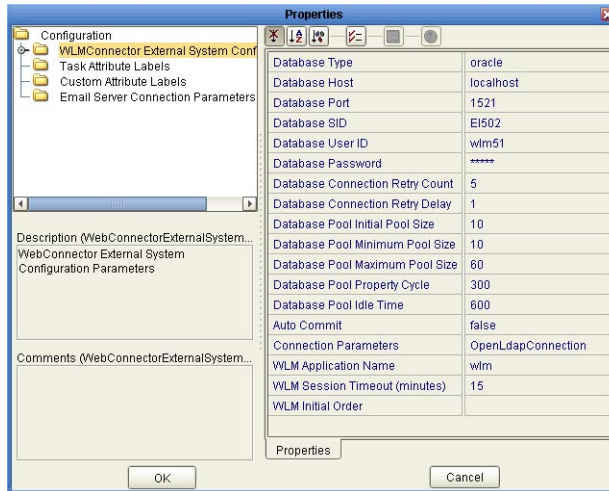 Properties
Configuration
WLMConnector External System Conf
Task Attribute Labels
Custom Attribute Labels
Email Server Connection Parameters
Description (WebConnectorExternalSystem...
WebConnector External System
Configuration Parameters
Comments (WebConnectorExternalSystem...
Database Type oracle
Database Host localhost
Database Port 1521
Database SID EI502
Database User ID wlm51
Database Password *****
Database Connection Retry Count 5
Database Connection Retry Delay 1
Database Pool Initial Pool Size 10
Database Pool Minimum Pool Size 10
Database Pool Maximum Pool Size 60
Database Pool Property Cycle 300
Database Pool Idle Time 600
Auto Commit false
Connection Parameters OpenLdapConnection
WLM Application Name wlm
WLM Session Timeout (minutes) 15
WLM Initial Order
Properties
OK
Cancel